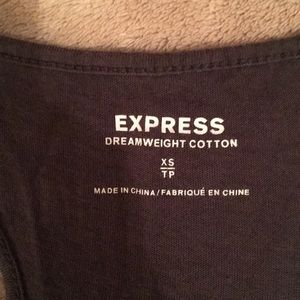 EXPRESS
DREAMWEIGHT COTTON
XS
TP
MADE IN CHINA/FABRIQUÉ EN CHINE